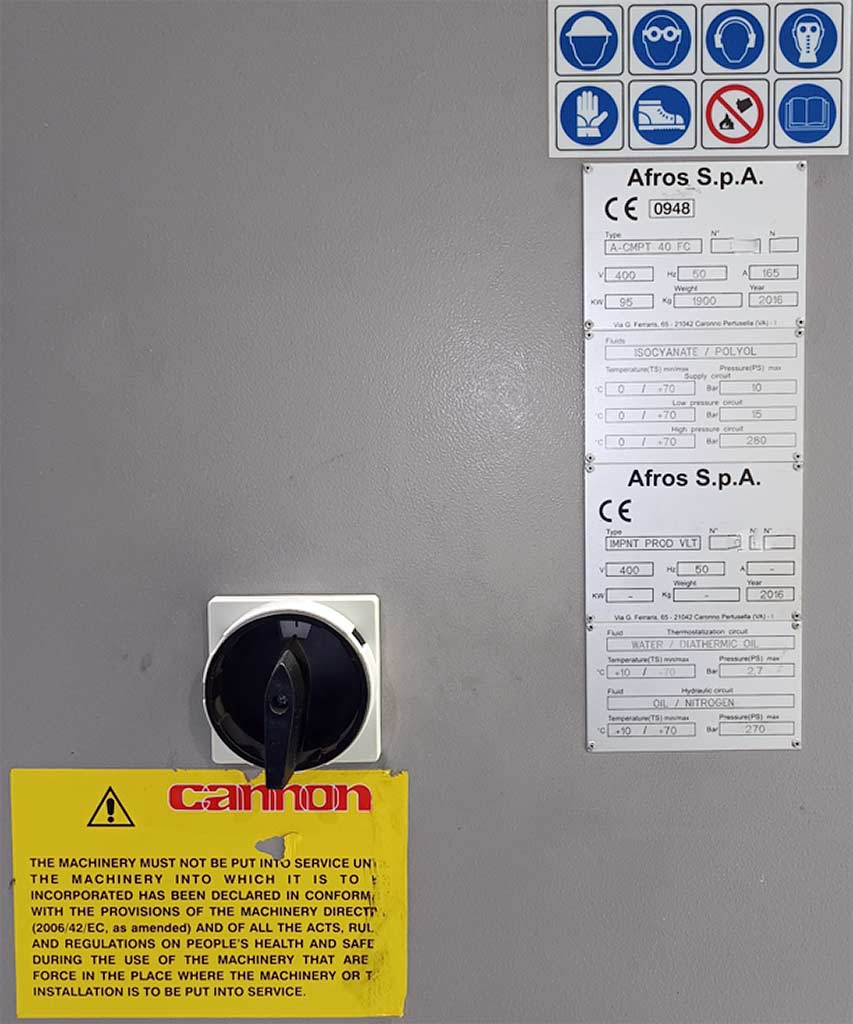 Afros S.p.A.
CE 0948
Type N° N
A-CMPT 40 FC
V 400 Hz 50 A 165
Weight Year
KW 95 Kg 1900 2016
Via G. Ferraris, 65 - 21042 Caronno Pertusella (VA) - I
Fluids
ISOCYANATE / POLYOL
Temperature(TS) min/max Pressure(PS) max
Supply circuit
°C 0 / +70 Bar 10
Low pressure circuit
°C 0 / +70 Bar 15
High pressure circuit
°C 0 / +70 Bar 280
Afros S.p.A.
CE
Type N° N° N°
IMPNT PROD VLT
V 400 Hz 50 A -
Weight Year
KW - Kg - 2016
Via G. Ferraris, 65 - 21042 Caronno Pertusella (VA) - I
Fluid Thermostatization circuit
WATER / DIATHERMIC OIL
Temperature(TS) min/max Pressure(PS) max
°C +10 / +70 Bar 2,7
Fluid Hydraulic circuit
OIL / NITROGEN
Temperature(TS) min/max Pressure(PS) max
°C +10 / +70 Bar 270
cannon
THE MACHINERY MUST NOT BE PUT INTO SERVICE UN
THE MACHINERY INTO WHICH IT IS TO
INCORPORATED HAS BEEN DECLARED IN CONFORM
WITH THE PROVISIONS OF THE MACHINERY DIRECT
(2006/42/EC, as amended) AND OF ALL THE ACTS, RUL
AND REGULATIONS ON PEOPLE'S HEALTH AND SAFE
DURING THE USE OF THE MACHINERY THAT ARE
FORCE IN THE PLACE WHERE THE MACHINERY OR T
INSTALLATION IS TO BE PUT INTO SERVICE.